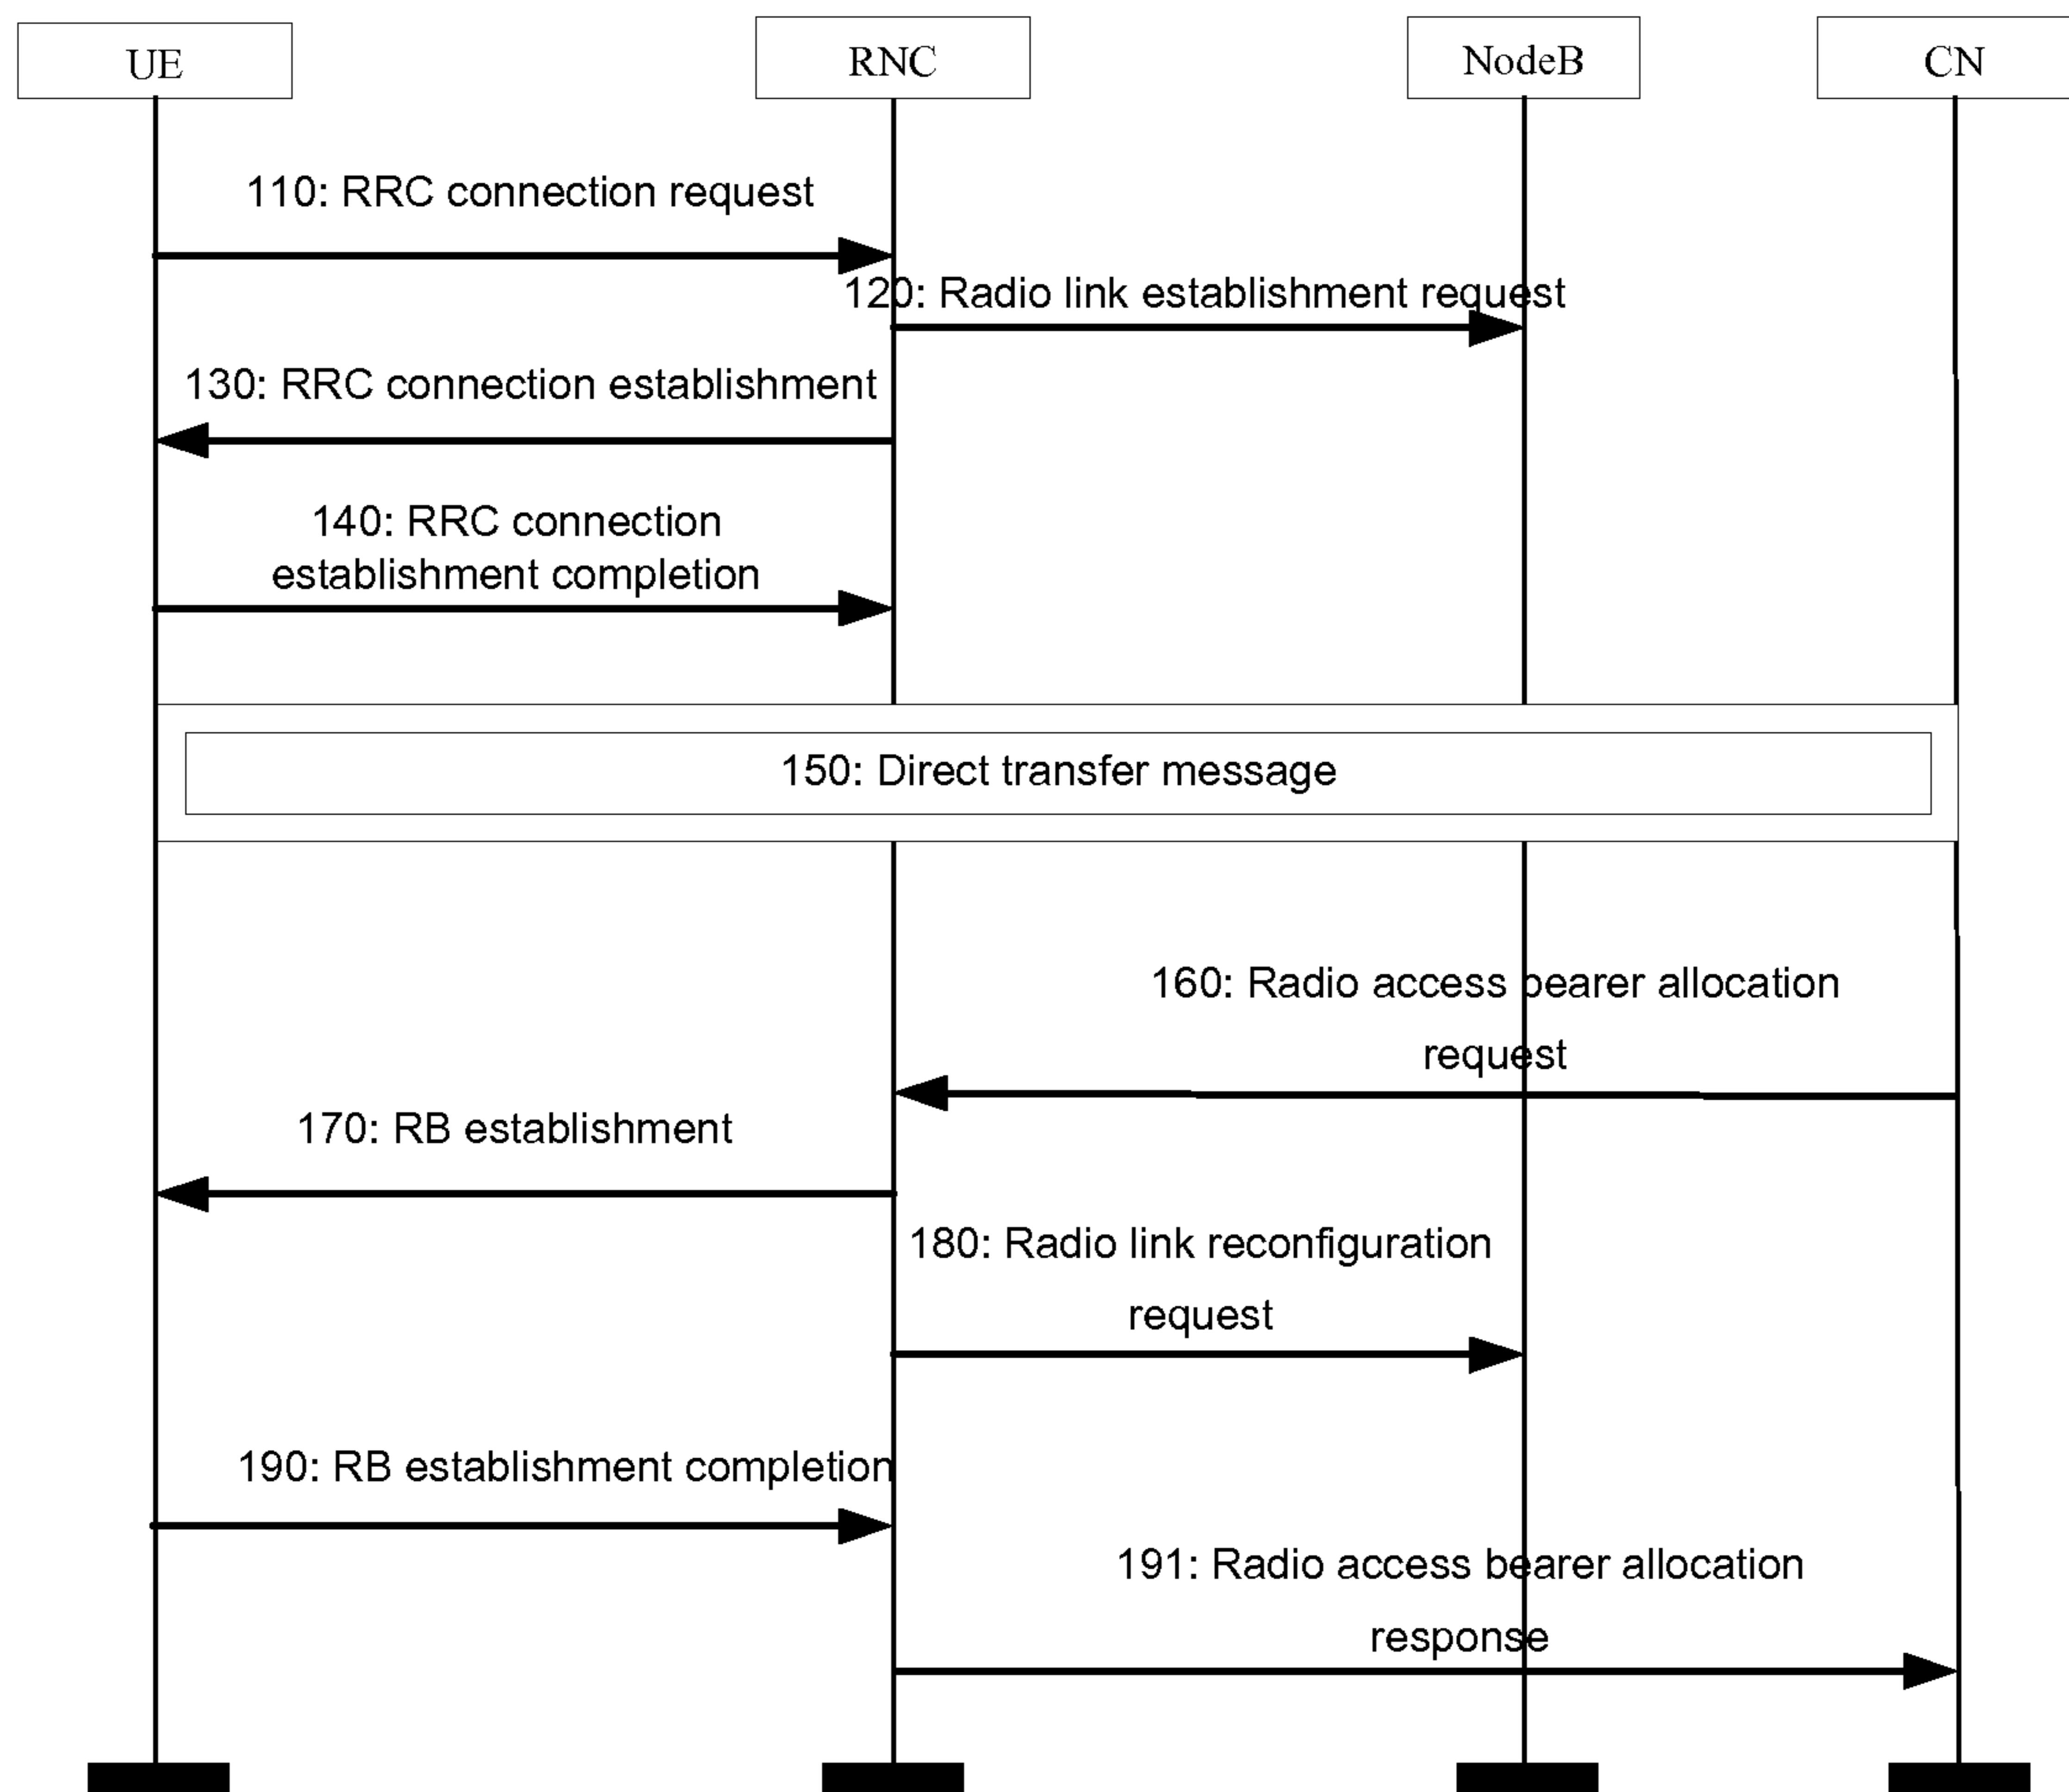 UE
RNC
NodeB
CN
110: RRC connection request
120: Radio link establishment request
130: RRC connection establishment
140: RRC connection
establishment completion
150: Direct transfer message
160: Radio access bearer allocation
request
170: RB establishment
180: Radio link reconfiguration
request
190: RB establishment completion
191: Radio access bearer allocation
response